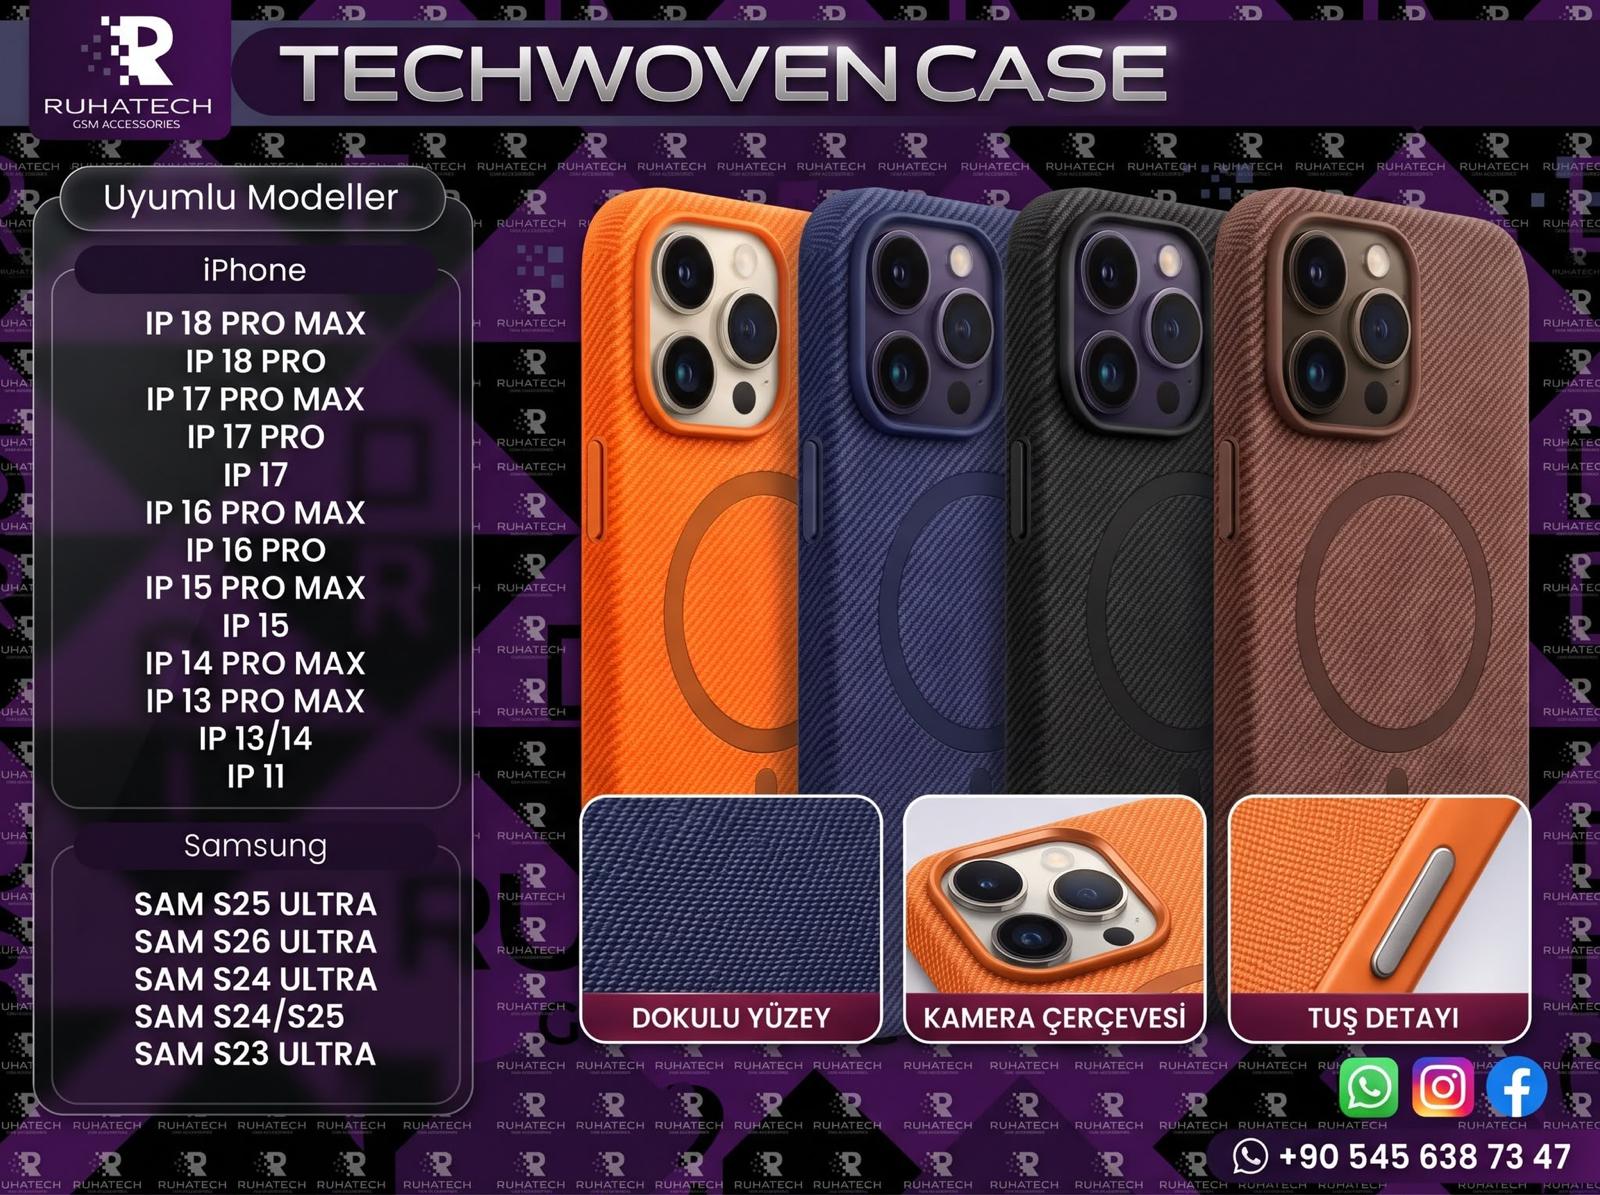 RUHATECH
GSM ACCESSORIES
TECHWOVEN CASE
Uyumlu Modeller
iPhone
IP 18 PRO MAX
IP 18 PRO
IP 17 PRO MAX
IP 17 PRO
IP 17
IP 16 PRO MAX
IP 16 PRO
IP 15 PRO MAX
IP 15
IP 14 PRO MAX
IP 13 PRO MAX
IP 13/14
IP 11
Samsung
SAM S25 ULTRA
SAM S26 ULTRA
SAM S24 ULTRA
SAM S24/S25
SAM S23 ULTRA
DOKULU YÜZEY
KAMERA ÇERÇEVESİ
TUŞ DETAYI
+90 545 638 73 47